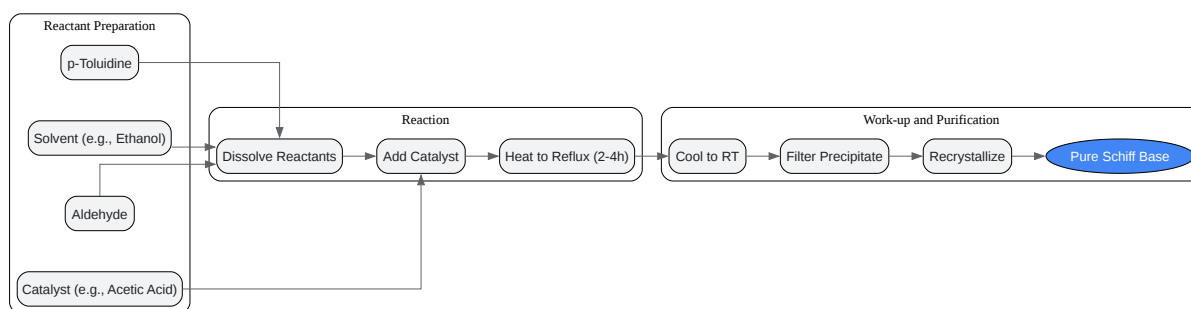 Reactant Preparation
p-Toluidine
Solvent (e.g., Ethanol)
Aldehyde
Catalyst (e.g., Acetic Acid)
Reaction
Dissolve Reactants
Add Catalyst
Heat to Reflux (2-4h)
Work-up and Purification
Cool to RT
Filter Precipitate
Recrystallize
Pure Schiff Base